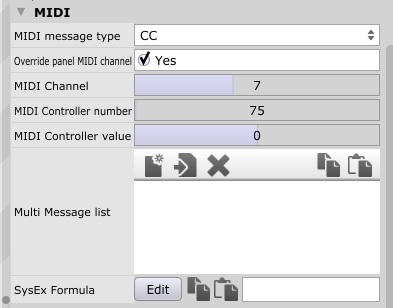 MIDI
MIDI message type CC
Override panel MIDI channel Yes
MIDI Channel 7
MIDI Controller number 75
MIDI Controller value 0
Multi Message list
SysEx Formula Edit